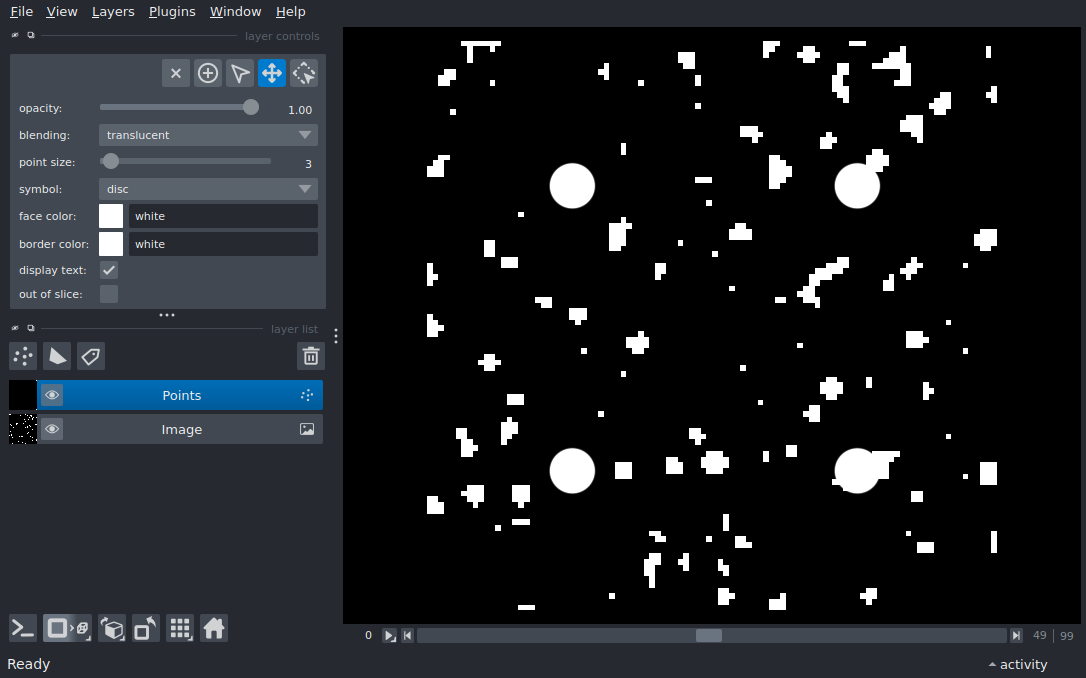 File View Layers Plugins Window Help
layer controls
opacity: 1.00
blending: translucent
point size: 3
symbol: disc
face color: white
border color: white
display text:
out of slice:
layer list
Points
Image
0 49 99
Ready activity